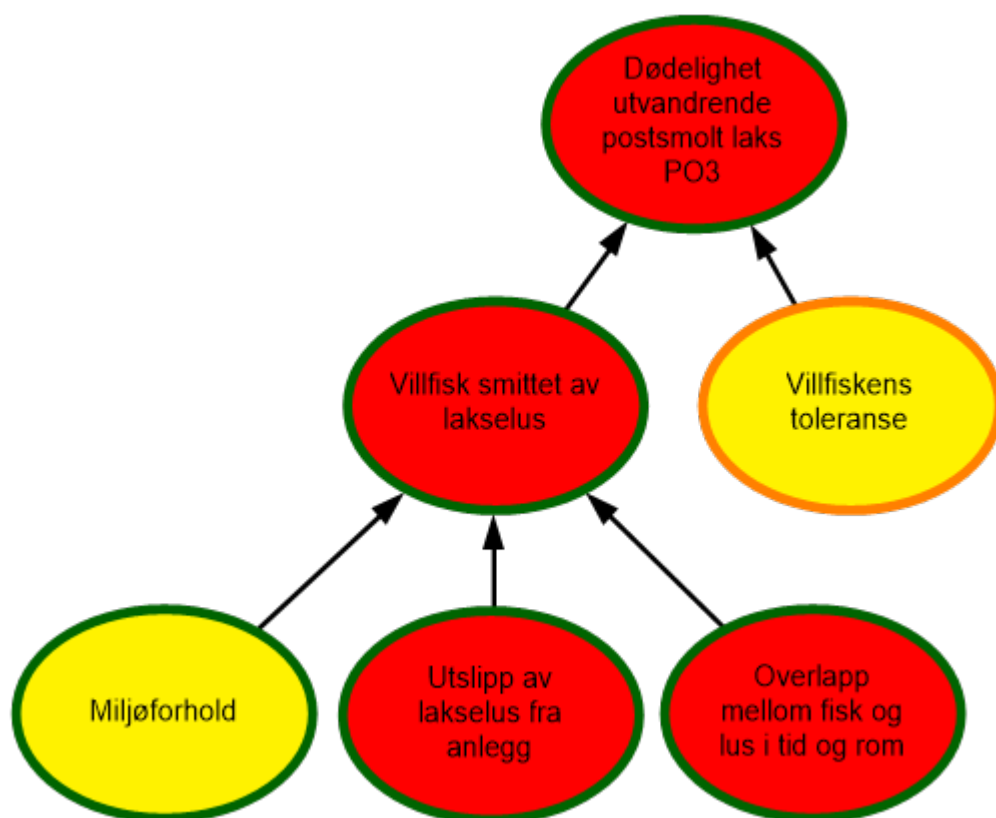 Dødelighet
utvandrende
postsmolt laks
PO3
Villfisk smittet av
lakselus
Villfiskens
toleranse
Miljøforhold
Utslipp av
lakselus fra
anlegg
Overlapp
mellom fisk og
lus i tid og rom